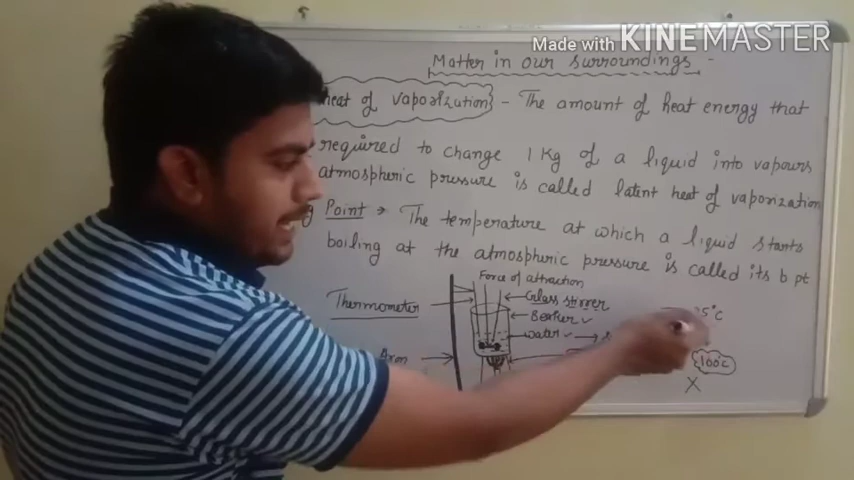 Made with KINEMASTER
Matter in our surroundings
heat of vaporization - The amount of heat energy that
required to change 1 Kg of a liquid into vapours
atmospheric pressure is called latent heat of vaporization
Point → The temperature at which a liquid starts
boiling at the atmospheric pressure is called its b pt
Force of attraction
Thermometer
Glass stirrer
Beaker ✓
water ✓ →
25°C
Iron
100°C
X